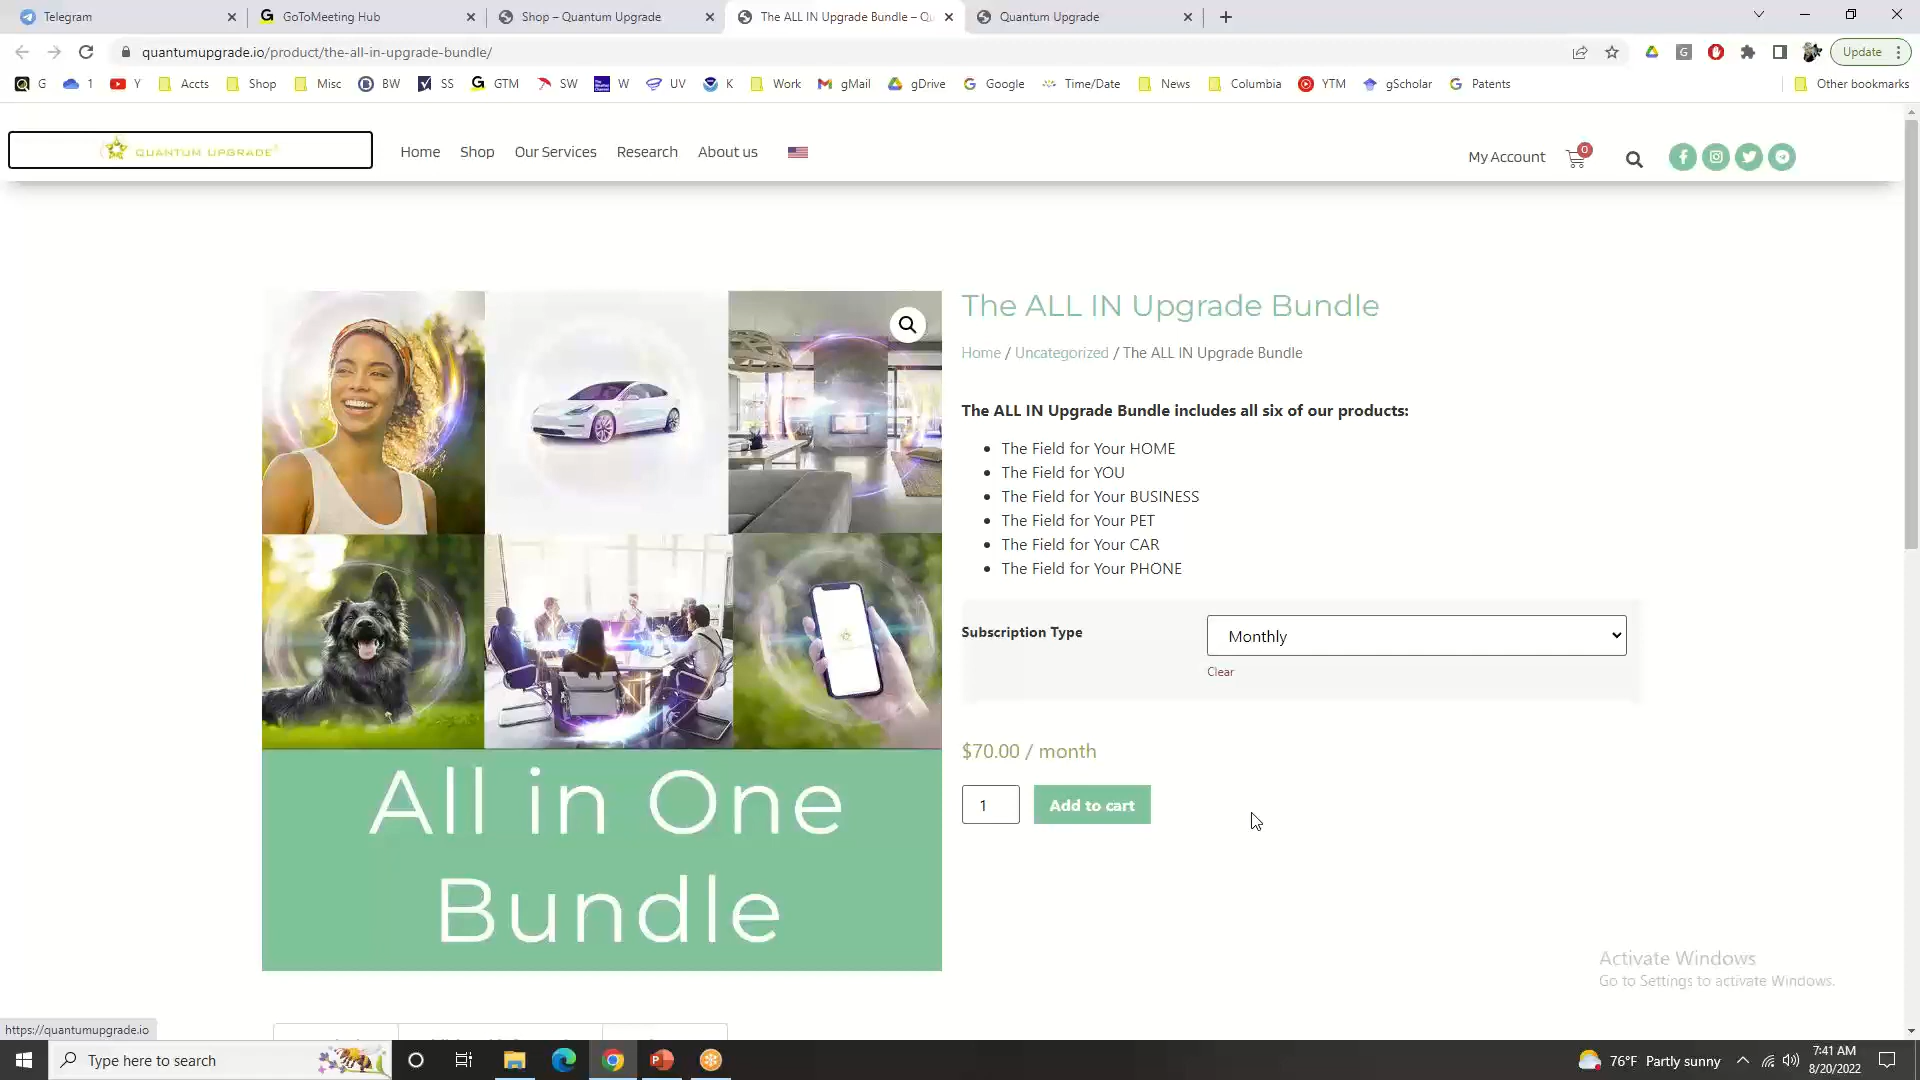 Telegram
GoToMeeting Hub
Shop – Quantum Upgrade
The ALL IN Upgrade Bundle – Qu
Quantum Upgrade
quantumupgrade.io/product/the-all-in-upgrade-bundle/
Update
G
1
Y
Accts
Shop
Misc
BW
SS
GTM
SW
W
UV
K
Work
gMail
gDrive
Google
Time/Date
News
Columbia
YTM
gScholar
Patents
Other bookmarks
QUANTUM UPGRADE
Home
Shop
Our Services
Research
About us
My Account
0
The ALL IN Upgrade Bundle
Home / Uncategorized / The ALL IN Upgrade Bundle
The ALL IN Upgrade Bundle includes all six of our products:
The Field for Your HOME
The Field for YOU
The Field for Your BUSINESS
The Field for Your PET
The Field for Your CAR
The Field for Your PHONE
Subscription Type
Monthly
Clear
$70.00 / month
1
Add to cart
All in One
Bundle
Activate Windows
Go to Settings to activate Windows.
https://quantumupgrade.io
Type here to search
76°F Partly sunny
7:41 AM
8/20/2022